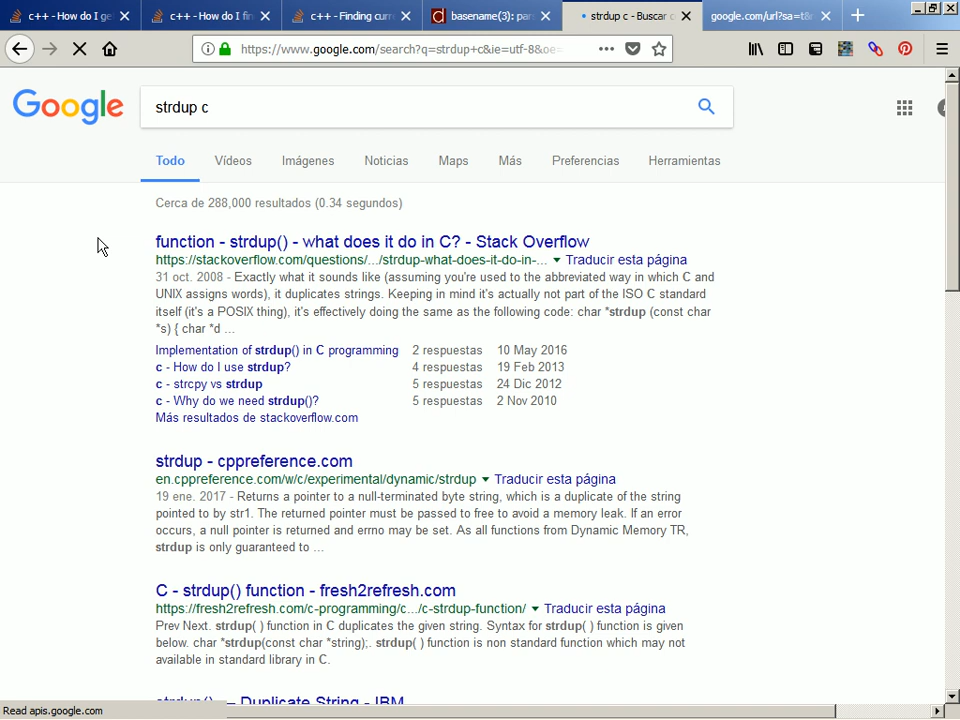 c++ - How do I ge
c++ - How do I fin
c++ - Finding curr
basename(3): par
strdup c - Buscar c
google.com/url?sa=t&
https://www.google.com/search?q=strdup+c&ie=utf-8&oe=
Google
strdup c
Todo
Vídeos
Imágenes
Noticias
Maps
Más
Preferencias
Herramientas
Cerca de 288,000 resultados (0.34 segundos)
function - strdup() - what does it do in C? - Stack Overflow
https://stackoverflow.com/questions/.../strdup-what-does-it-do-in-... Traducir esta página
31 oct. 2008 - Exactly what it sounds like (assuming you're used to the abbreviated way in which C and
UNIX assigns words), it duplicates strings. Keeping in mind it's actually not part of the ISO C standard
itself (it's a POSIX thing), it's effectively doing the same as the following code: char *strdup (const char
*s) { char *d ...
Implementation of strdup() in C programming 2 respuestas 10 May 2016
c - How do I use strdup? 4 respuestas 19 Feb 2013
c - strcpy vs strdup 5 respuestas 24 Dic 2012
c - Why do we need strdup()? 5 respuestas 2 Nov 2010
Más resultados de stackoverflow.com
strdup - cppreference.com
en.cppreference.com/w/c/experimental/dynamic/strdup Traducir esta página
19 ene. 2017 - Returns a pointer to a null-terminated byte string, which is a duplicate of the string
pointed to by str1. The returned pointer must be passed to free to avoid a memory leak. If an error
occurs, a null pointer is returned and errno may be set. As all functions from Dynamic Memory TR,
strdup is only guaranteed to ...
C - strdup() function - fresh2refresh.com
https://fresh2refresh.com/c-programming/c.../c-strdup-function/ Traducir esta página
Prev Next. strdup( ) function in C duplicates the given string. Syntax for strdup( ) function is given
below. char *strdup(const char *string);. strdup( ) function is non standard function which may not
available in standard library in C.
strdup() — Duplicate String - IBM
Read apis.google.com